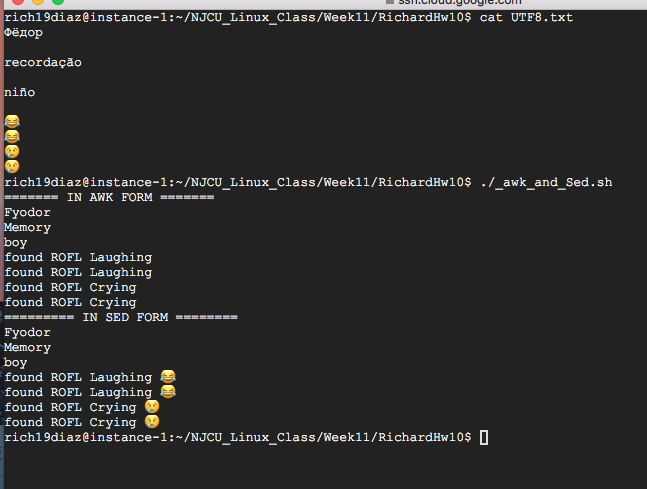 ssh.cloud.google.com
rich19diaz@instance-1:~/NJCU_Linux_Class/Week11/RichardHw10$ cat UTF8.txt
Фёдор
recordação
niño
😂
😂
😢
😢
rich19diaz@instance-1:~/NJCU_Linux_Class/Week11/RichardHw10$ ./_awk_and_Sed.sh
======= IN AWK FORM =======
Fyodor
Memory
boy
found ROFL Laughing
found ROFL Laughing
found ROFL Crying
found ROFL Crying
========= IN SED FORM ========
Fyodor
Memory
boy
found ROFL Laughing 😂
found ROFL Laughing 😂
found ROFL Crying 😢
found ROFL Crying 😢
rich19diaz@instance-1:~/NJCU_Linux_Class/Week11/RichardHw10$